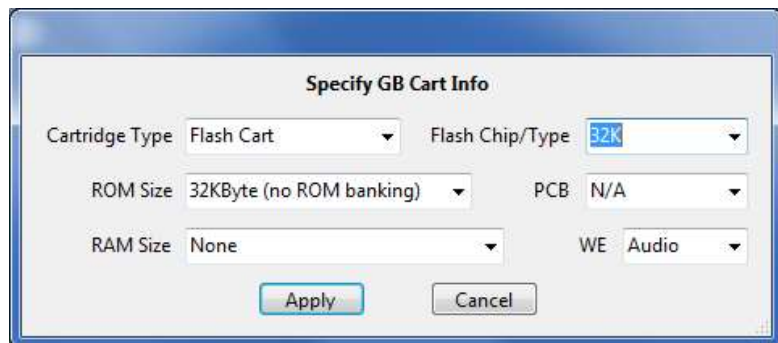 Specify GB Cart Info
Cartridge Type Flash Cart Flash Chip/Type 32K
ROM Size 32KByte (no ROM banking) PCB N/A
RAM Size None WE Audio
Apply Cancel